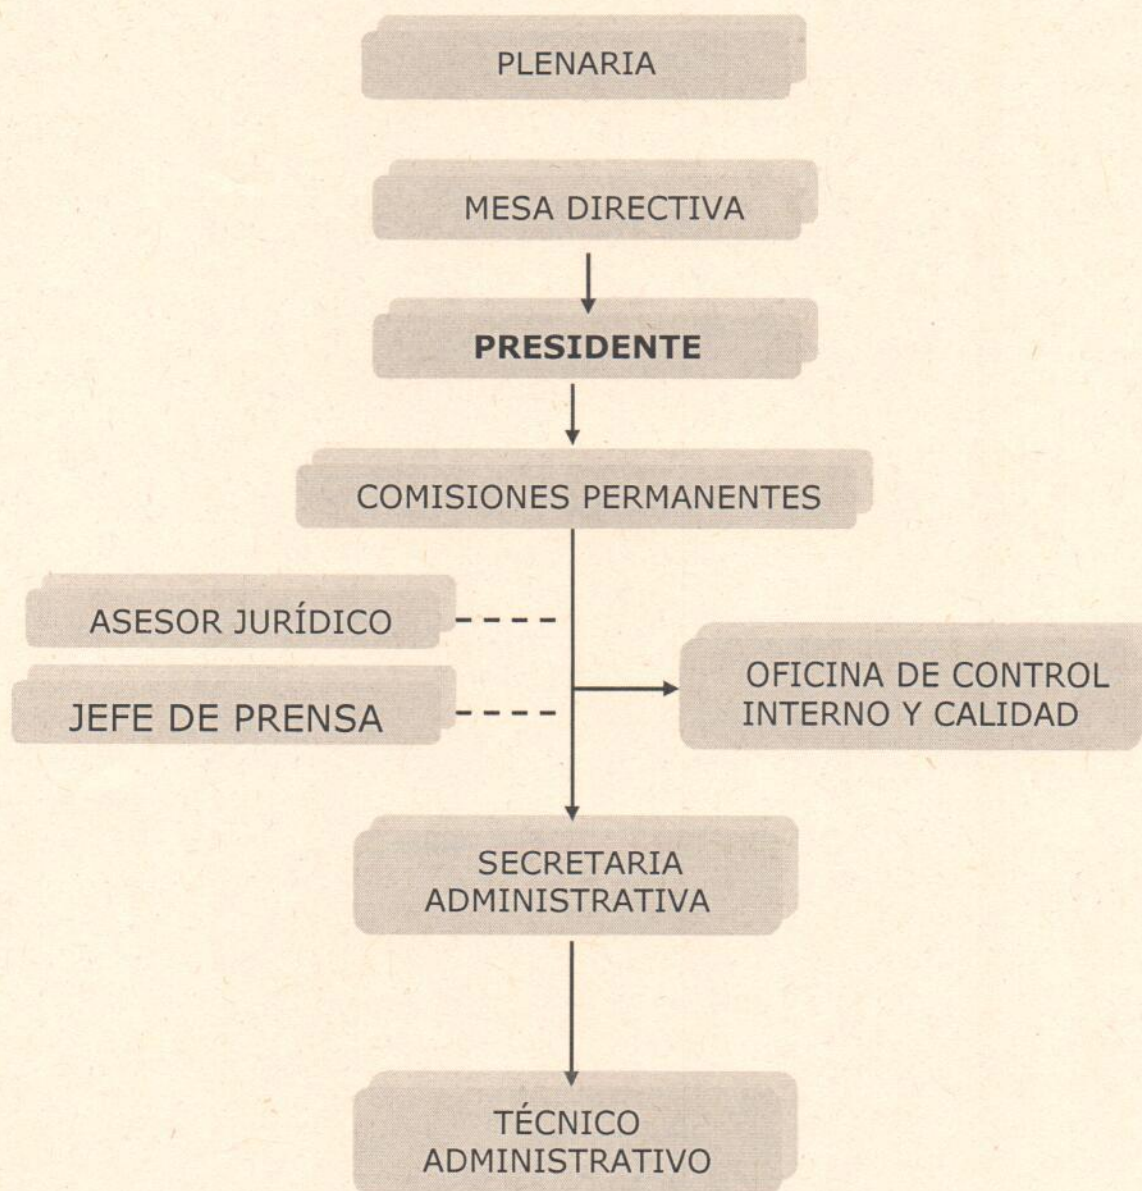 PLENARIA
MESA DIRECTIVA
PRESIDENTE
COMISIONES PERMANENTES
ASESOR JURÍDICO
JEFE DE PRENSA
OFICINA DE CONTROL
INTERNO Y CALIDAD
SECRETARIA
ADMINISTRATIVA
TÉCNICO
ADMINISTRATIVO